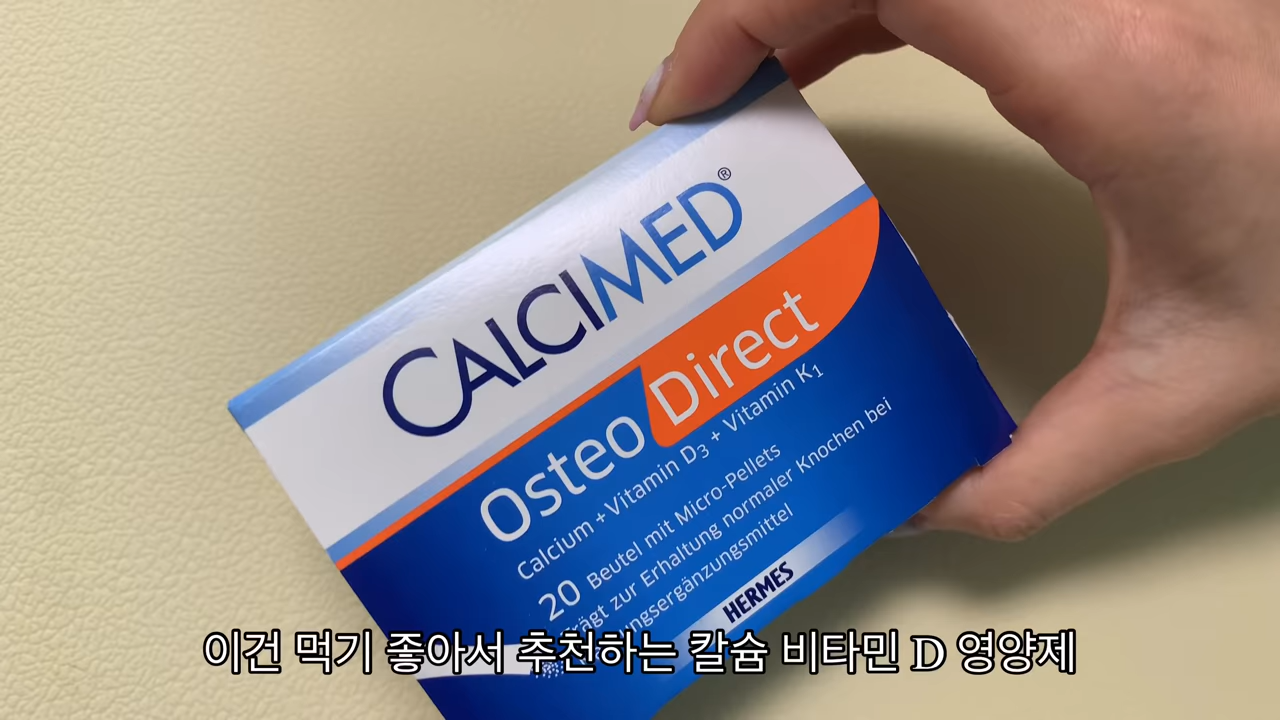 CALCIMED®
Osteo Direct
Calcium + Vitamin D₃ + Vitamin K₁
20 Beutel mit Micro-Pellets
trägt zur Erhaltung normaler Knochen bei
HERMES
이건 먹기 좋아서 추천하는 칼슘 비타민 D 영양제